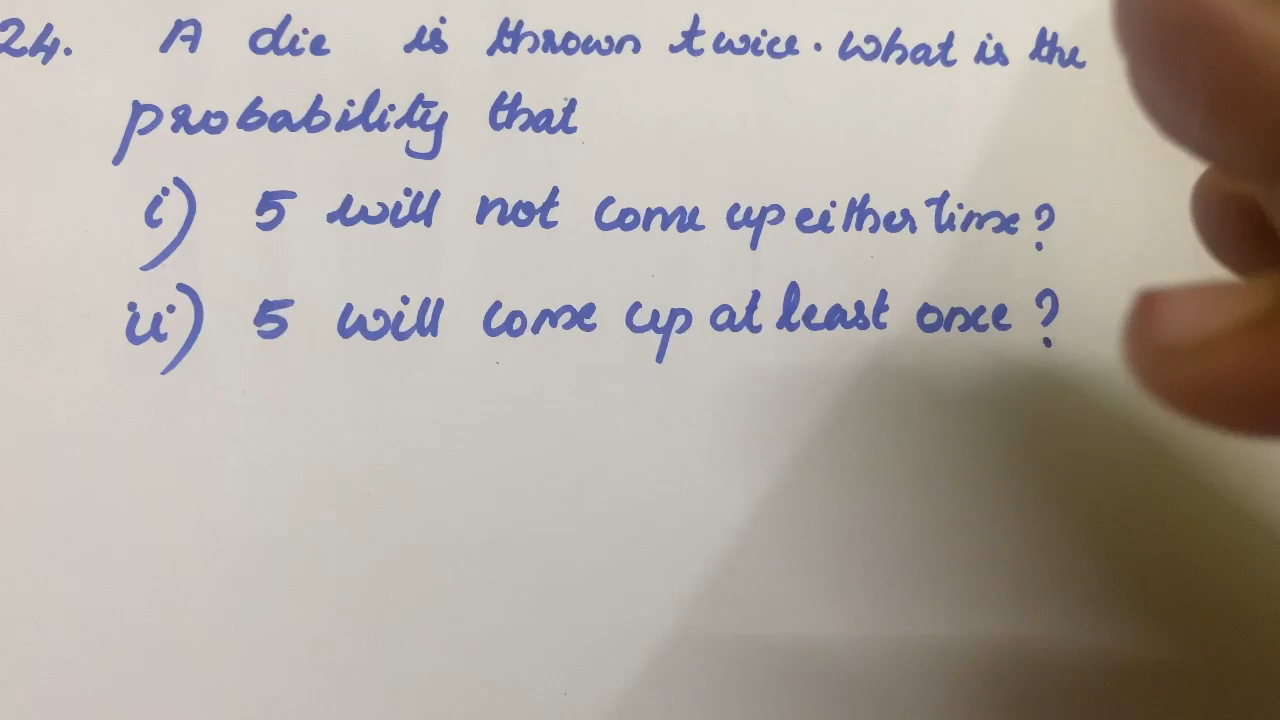 24. A die is thrown twice. What is the
probability that
i) 5 will not come up either time?
ii) 5 will come up at least once?